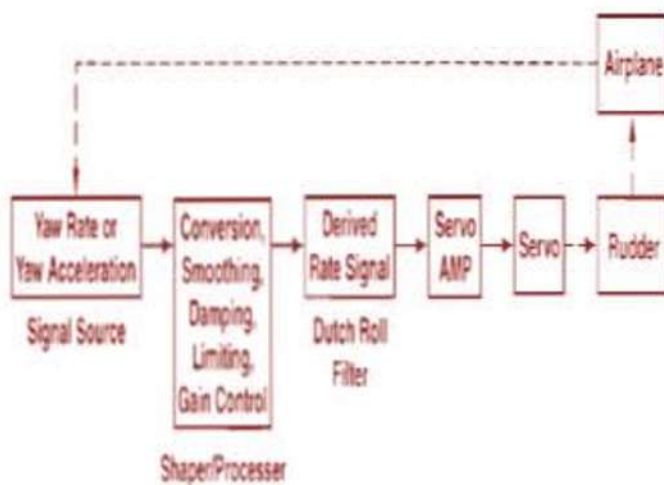 Airplane
Yaw Rate or
Yaw Acceleration
Signal Source
Conversion,
Smoothing,
Damping,
Limiting,
Gain Control
Shaper/Processer
Derived
Rate Signal
Dutch Roll
Filter
Servo
AMP
Servo
Rudder